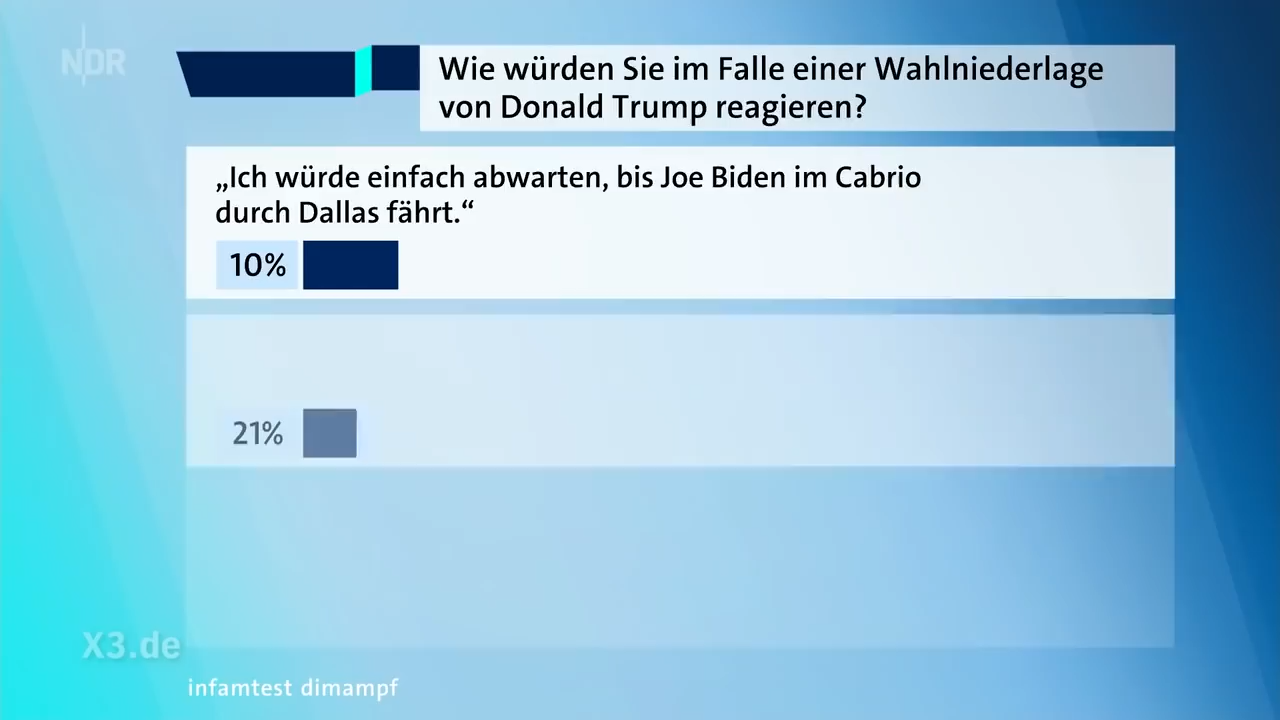 NDR
Wie würden Sie im Falle einer Wahlniederlage
von Donald Trump reagieren?
„Ich würde einfach abwarten, bis Joe Biden im Cabrio
durch Dallas fährt.“
10%
21%
X3.de
infamtest dimampf